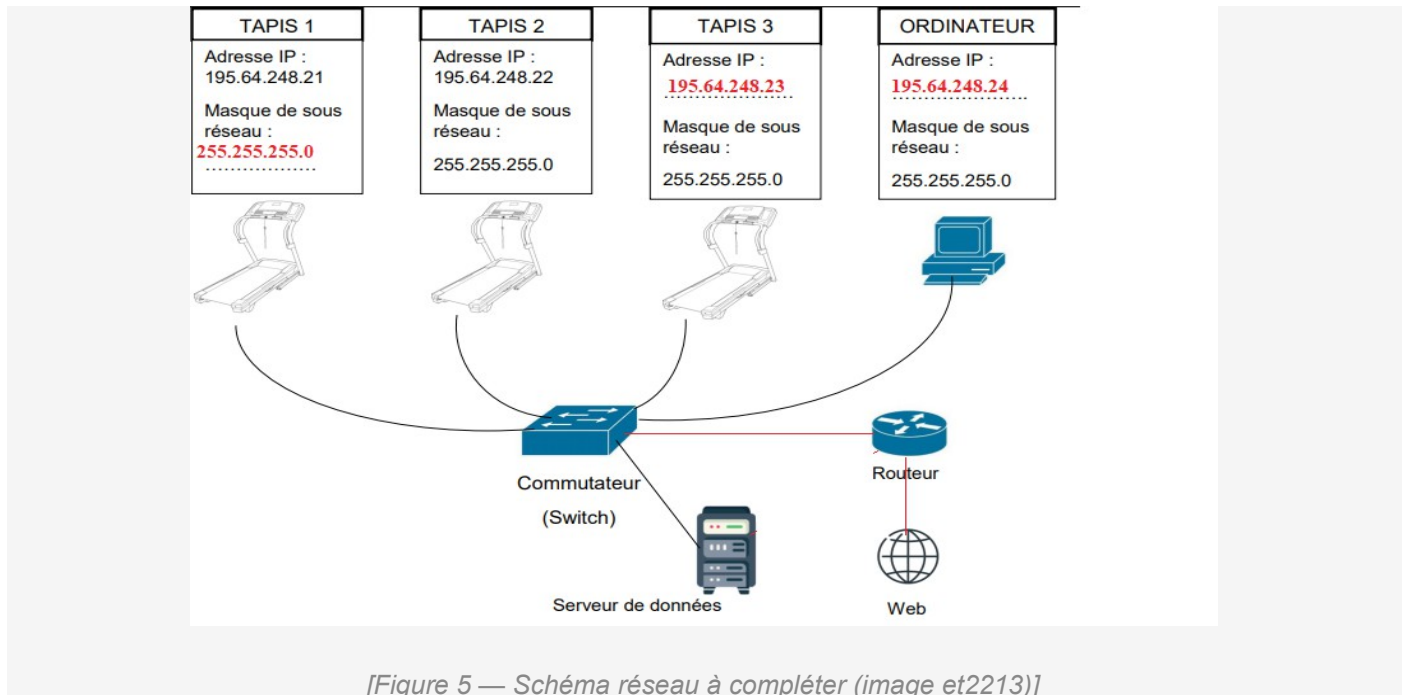 TAPIS 1
Adresse IP :
195.64.248.21
Masque de sous
réseau :
255.255.255.0
TAPIS 2
Adresse IP :
195.64.248.22
Masque de sous
réseau :
255.255.255.0
TAPIS 3
Adresse IP :
195.64.248.23
Masque de sous
réseau :
255.255.255.0
ORDINATEUR
Adresse IP :
195.64.248.24
Masque de sous
réseau :
255.255.255.0
Commutateur
(Switch)
Routeur
Serveur de données
Web
[Figure 5 — Schéma réseau à compléter (image et2213)]